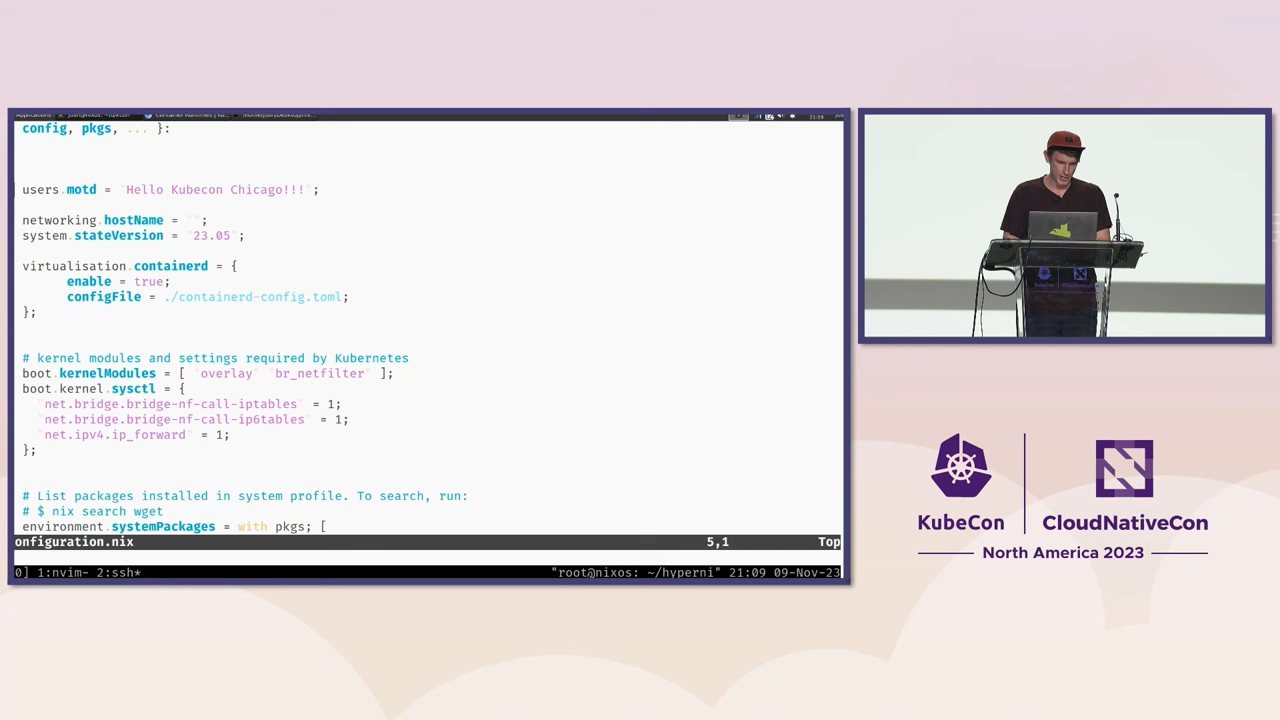 config, pkgs, ... }:
users.motd = "Hello Kubecon Chicago!!!";
networking.hostName = "";
system.stateVersion = "23.05";
virtualisation.containerd = {
enable = true;
configFile = ./containerd-config.toml;
};
# kernel modules and settings required by Kubernetes
boot.kernelModules = [ "overlay" "br_netfilter" ];
boot.kernel.sysctl = {
"net.bridge.bridge-nf-call-iptables" = 1;
"net.bridge.bridge-nf-call-ip6tables" = 1;
"net.ipv4.ip_forward" = 1;
};
# List packages installed in system profile. To search, run:
# $ nix search wget
environment.systemPackages = with pkgs; [
onfiguration.nix 5,1 Top
0] 1:nvim- 2:ssh* "root@nixos: ~/hyperni" 21:09 09-Nov-23
KubeCon
CloudNativeCon
North America 2023